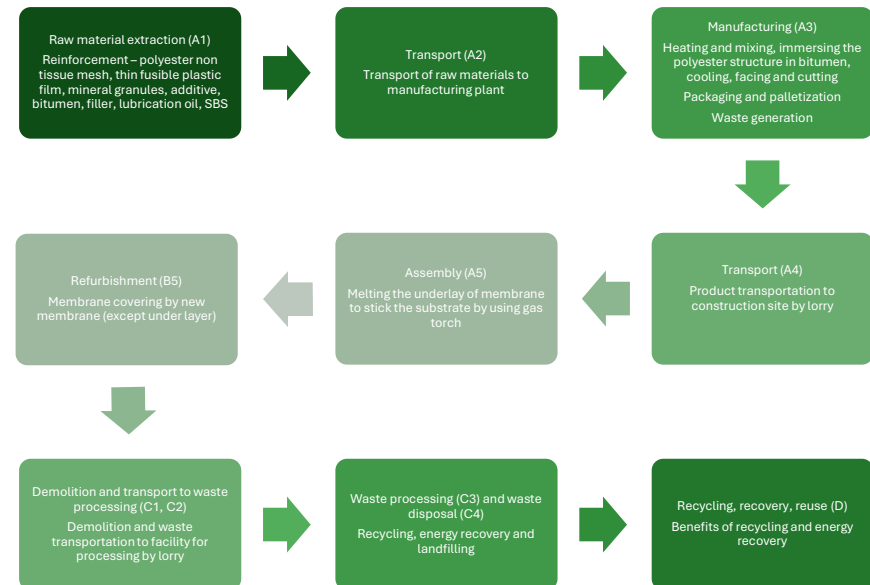 Raw material extraction (A1)
Reinforcement – polyester non
tissue mesh, thin fusible plastic
film, mineral granules, additive,
bitumen, filler, lubrication oil, SBS
Transport (A2)
Transport of raw materials to
manufacturing plant
Manufacturing (A3)
Heating and mixing, immersing the
polyester structure in bitumen,
cooling, facing and cutting
Packaging and palletization
Waste generation
Transport (A4)
Product transportation to
construction site by lorry
Assembly (A5)
Melting the underlay of membrane
to stick the substrate by using gas
torch
Refurbishment (B5)
Membrane covering by new
membrane (except under layer)
Demolition and transport to waste
processing (C1, C2)
Demolition and waste
transportation to facility for
processing by lorry
Waste processing (C3) and waste
disposal (C4)
Recycling, energy recovery and
landfilling
Recycling, recovery, reuse (D)
Benefits of recycling and energy
recovery